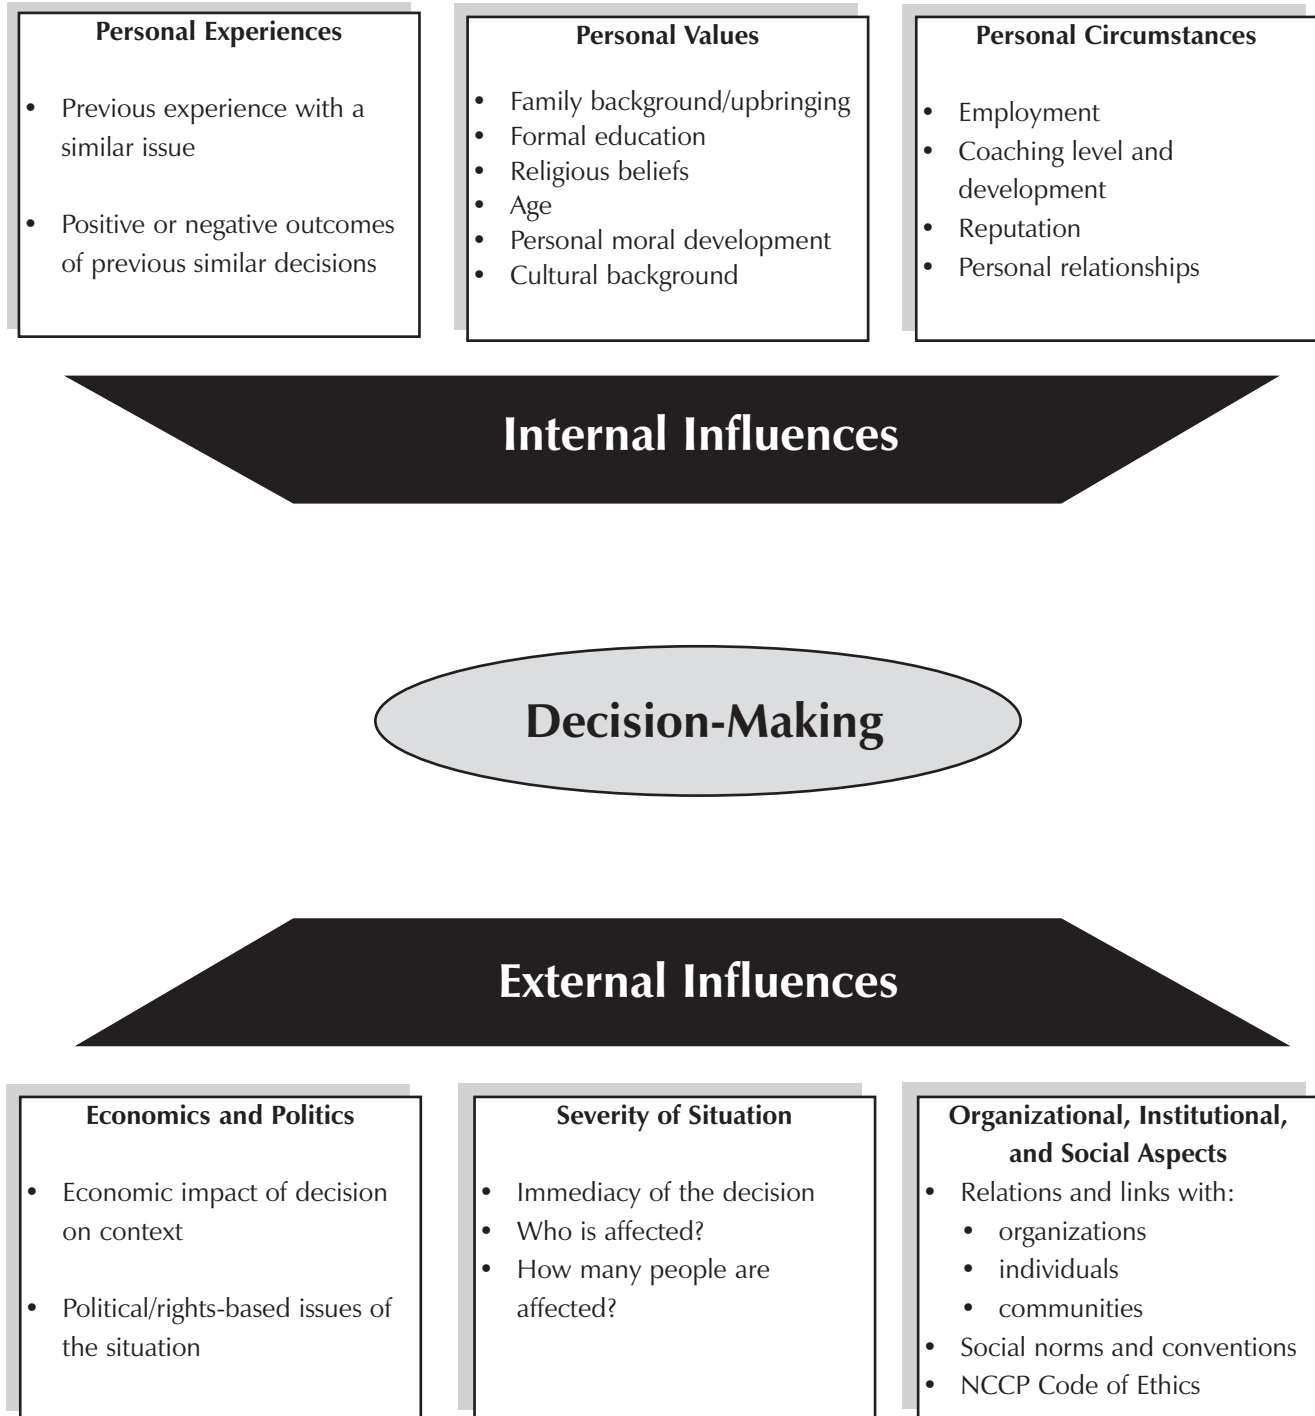 Personal Experiences
• Previous experience with a
similar issue
• Positive or negative outcomes
of previous similar decisions
Personal Values
• Family background/upbringing
• Formal education
• Religious beliefs
• Age
• Personal moral development
• Cultural background
Personal Circumstances
• Employment
• Coaching level and
development
• Reputation
• Personal relationships
Internal Influences
Decision-Making
External Influences
Economics and Politics
• Economic impact of decision
on context
• Political/rights-based issues of
the situation
Severity of Situation
• Immediacy of the decision
• Who is affected?
• How many people are
affected?
Organizational, Institutional,
and Social Aspects
• Relations and links with:
• organizations
• individuals
• communities
• Social norms and conventions
• NCCP Code of Ethics